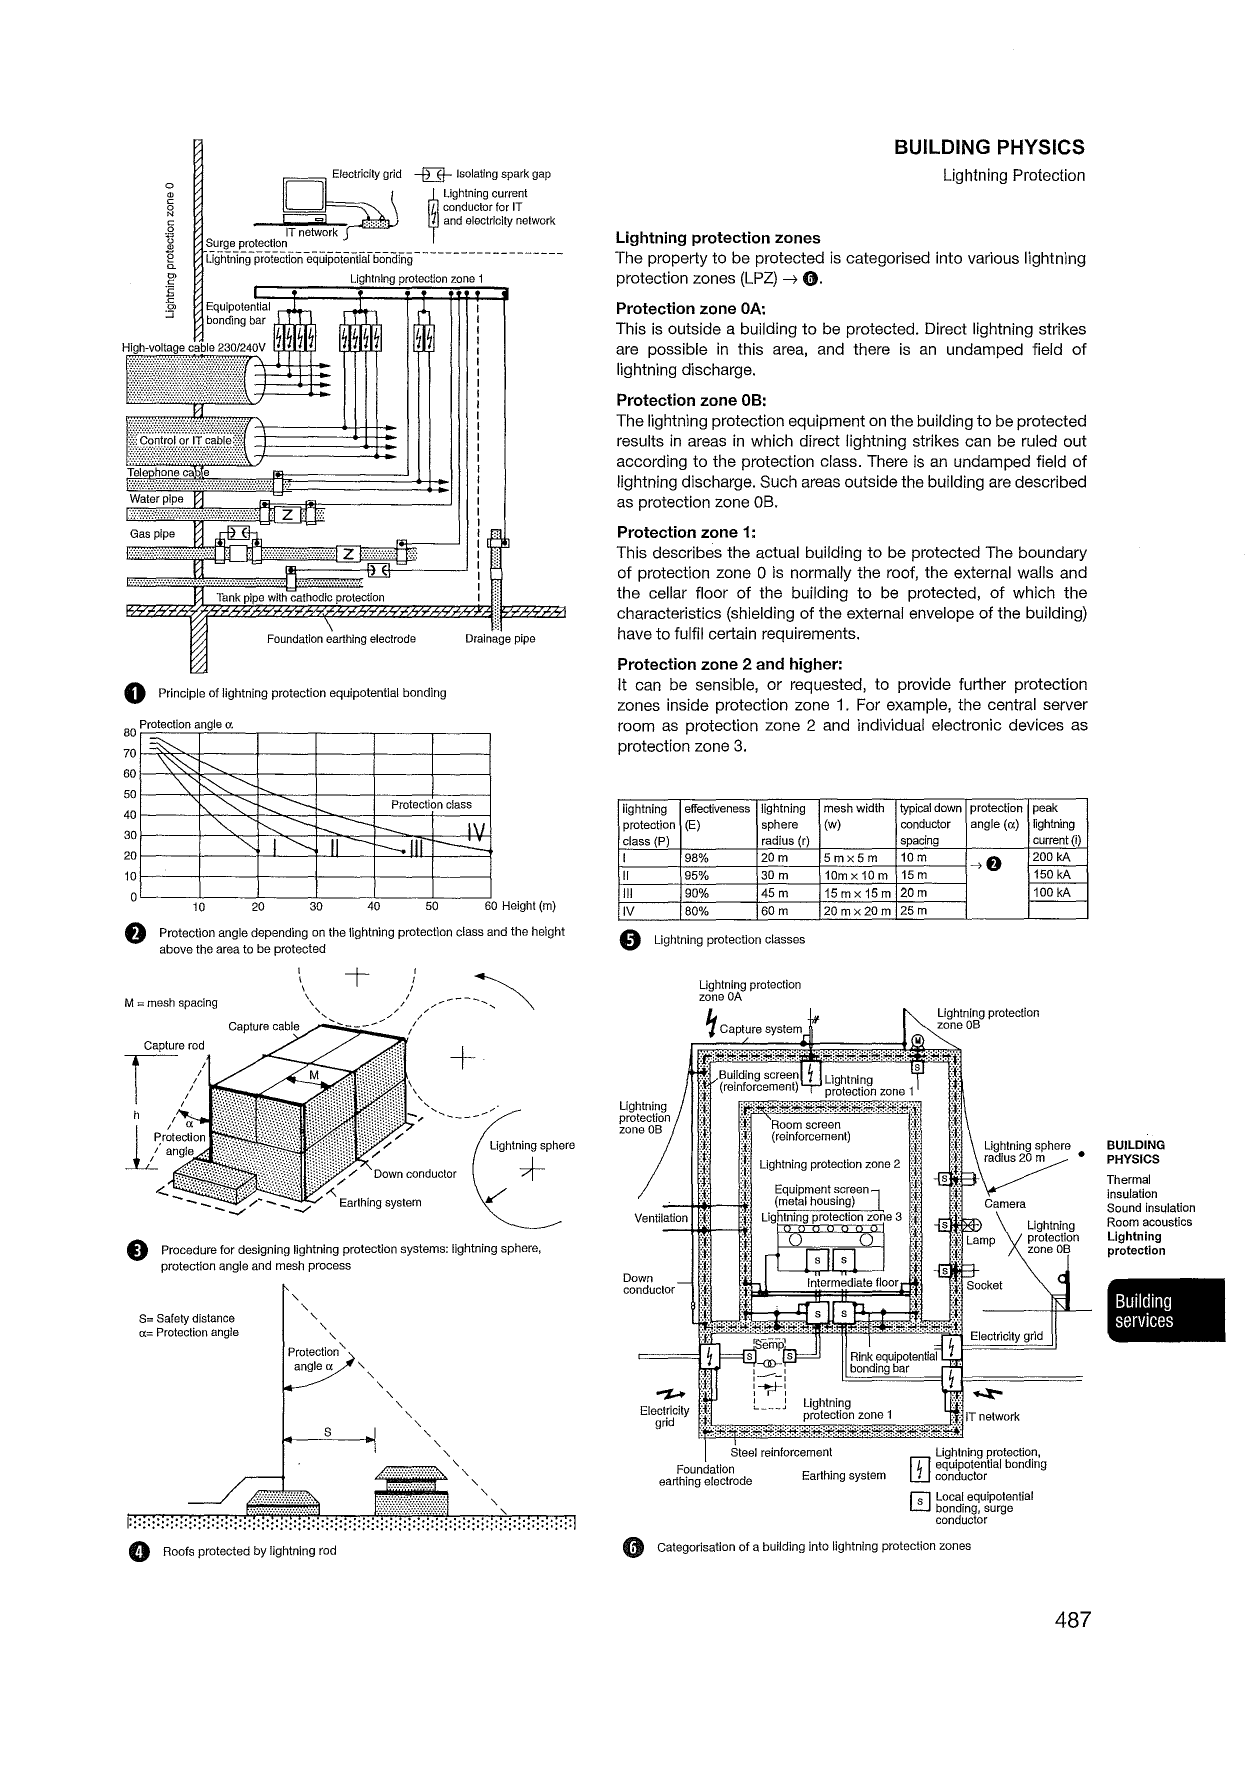 BUILDING PHYSICS
Lightning Protection
Lightning protection zone 0
Electricity grid
Isolating spark gap
Lightning current
conductor for IT
and electricity network
IT network
Surge protection
Lightning protection equipotential bonding
Lightning protection zone 1
Equipotential
bonding bar
High-voltage cable 230/240V
Control or IT cable
Telephone cable
Water pipe
Z
Gas pipe
Z
Tank pipe with cathodic protection
Foundation earthing electrode
Drainage pipe
1 Principle of lightning protection equipotential bonding
Protection angle α
80
70
60
50
40
30
20
10
0
Protection class
I II III IV
10 20 30 40 50 60 Height (m)
2 Protection angle depending on the lightning protection class and the height
above the area to be protected
M = mesh spacing
Capture cable
Capture rod
M
h
α
Protection
angle
Lightning sphere
Down conductor
Earthing system
3 Procedure for designing lightning protection systems: lightning sphere,
protection angle and mesh process
S= Safety distance
α= Protection angle
Protection
angle α
S
4 Roofs protected by lightning rod
Lightning protection zones
The property to be protected is categorised into various lightning
protection zones (LPZ) → 6.
Protection zone 0A:
This is outside a building to be protected. Direct lightning strikes
are possible in this area, and there is an undamped field of
lightning discharge.
Protection zone 0B:
The lightning protection equipment on the building to be protected
results in areas in which direct lightning strikes can be ruled out
according to the protection class. There is an undamped field of
lightning discharge. Such areas outside the building are described
as protection zone 0B.
Protection zone 1:
This describes the actual building to be protected The boundary
of protection zone 0 is normally the roof, the external walls and
the cellar floor of the building to be protected, of which the
characteristics (shielding of the external envelope of the building)
have to fulfil certain requirements.
Protection zone 2 and higher:
It can be sensible, or requested, to provide further protection
zones inside protection zone 1. For example, the central server
room as protection zone 2 and individual electronic devices as
protection zone 3.
lightning effectiveness lightning mesh width typical down protection peak
protection (E) sphere (w) conductor angle (α) lightning
class (P) radius (r) spacing current (i)
I 98% 20 m 5 m x 5 m 10 m → 2 200 kA
II 95% 30 m 10m x 10 m 15 m 150 kA
III 90% 45 m 15 m x 15 m 20 m 100 kA
IV 80% 60 m 20 m x 20 m 25 m
5 Lightning protection classes
Lightning protection
zone 0A
Capture system
Lightning protection
zone 0B
M
S
Building screen
(reinforcement)
Lightning
protection zone 1
Lightning
protection
zone 0B
Room screen
(reinforcement)
Lightning protection zone 2
Lightning sphere
radius 20 m
Equipment screen
(metal housing)
S
Camera
Ventilation
Lightning protection zone 3
S
Lamp
Lightning
protection
zone 0B
S S
Down
conductor
Intermediate floor
S
Socket
S S
Electricity grid
Semp
S S
Rink equipotential
bonding bar
Electricity
grid
Lightning
protection zone 1
IT network
Steel reinforcement
Foundation
earthing electrode
Earthing system
Lightning protection,
equipotential bonding
conductor
S Local equipotential
bonding, surge
conductor
6 Categorisation of a building into lightning protection zones
BUILDING
PHYSICS
Thermal
insulation
Sound insulation
Room acoustics
Lightning
protection
Building
services
487